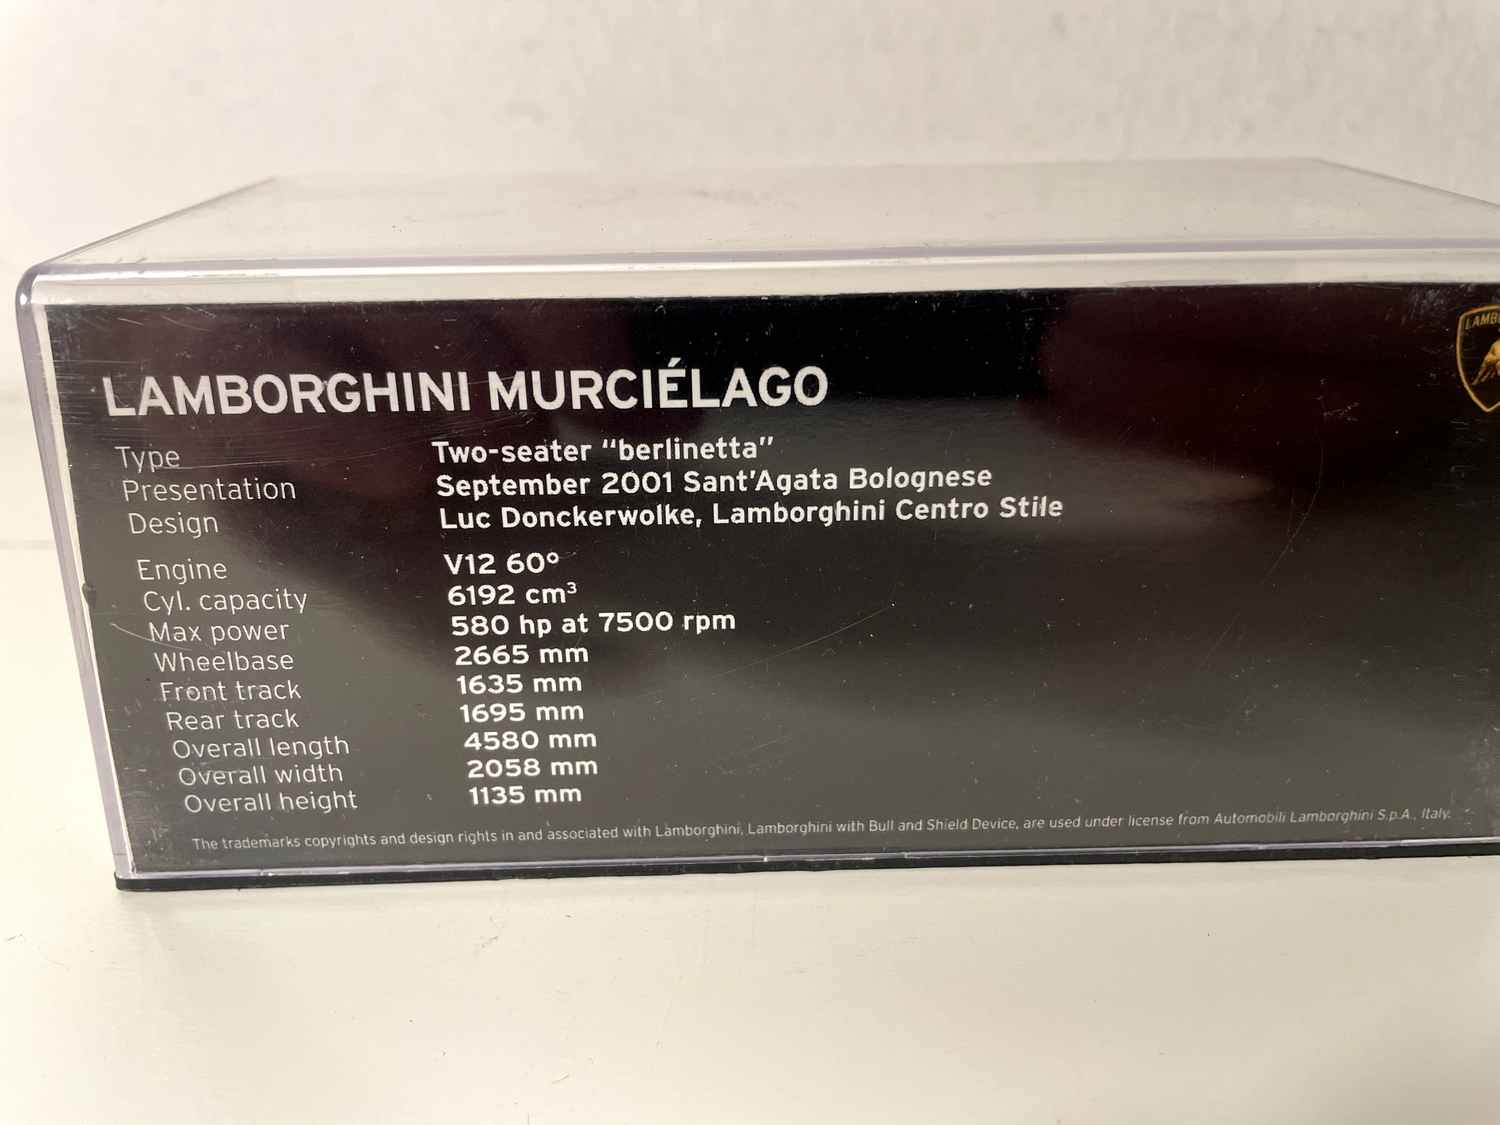 LAMBORGHINI MURCIÉLAGO
Type Two-seater “berlinetta”
Presentation September 2001 Sant'Agata Bolognese
Design Luc Donckerwolke, Lamborghini Centro Stile
Engine V12 60°
Cyl. capacity 6192 cm³
Max power 580 hp at 7500 rpm
Wheelbase 2665 mm
Front track 1635 mm
Rear track 1695 mm
Overall length 4580 mm
Overall width 2058 mm
Overall height 1135 mm
The trademarks copyrights and design rights in and associated with Lamborghini, Lamborghini with Bull and Shield Device, are used under license from Automobili Lamborghini S.p.A., Italy.